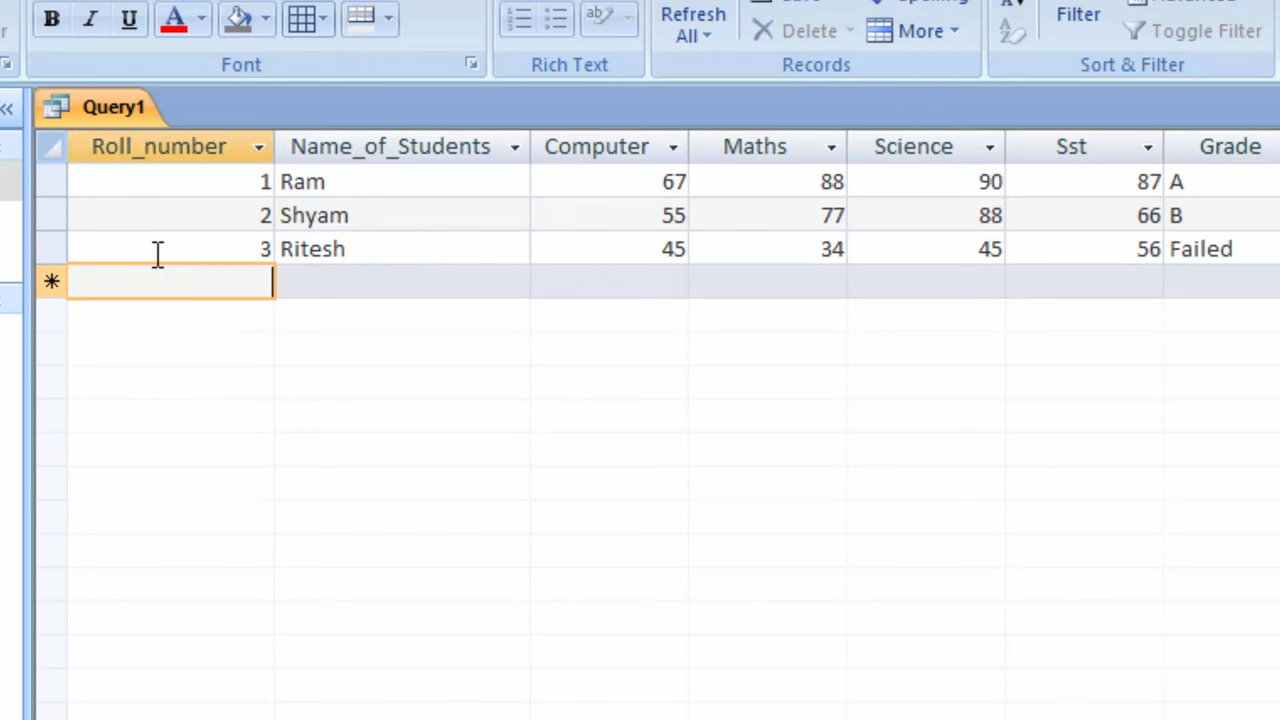 B I U A
ab
Refresh
All
Delete
More
Filter
Toggle Filter
Font
Rich Text
Records
Sort & Filter
Query1
Roll_number Name_of_Students Computer Maths Science Sst Grade
1 Ram 67 88 90 87 A
2 Shyam 55 77 88 66 B
3 Ritesh 45 34 45 56 Failed